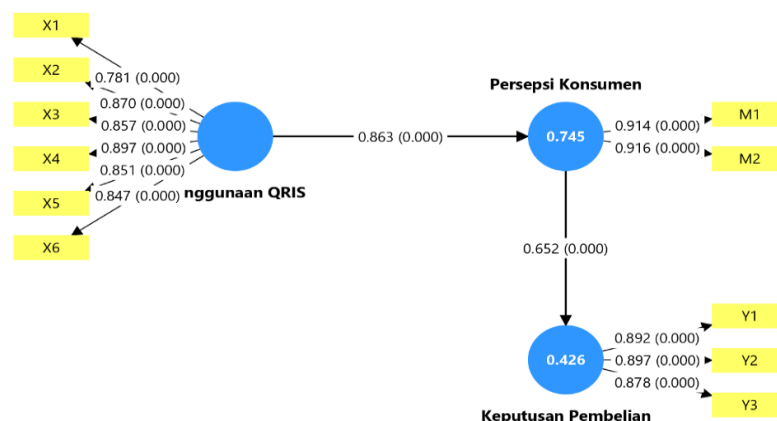 X1
X2
X3
X4
X5
X6
0.781 (0.000)
0.870 (0.000)
0.857 (0.000)
0.897 (0.000)
0.851 (0.000)
0.847 (0.000)
nggunaan QRIS
0.863 (0.000)
Persepsi Konsumen
0.745
0.914 (0.000)
0.916 (0.000)
M1
M2
0.652 (0.000)
0.426
Keputusan Pembelian
0.892 (0.000)
0.897 (0.000)
0.878 (0.000)
Y1
Y2
Y3